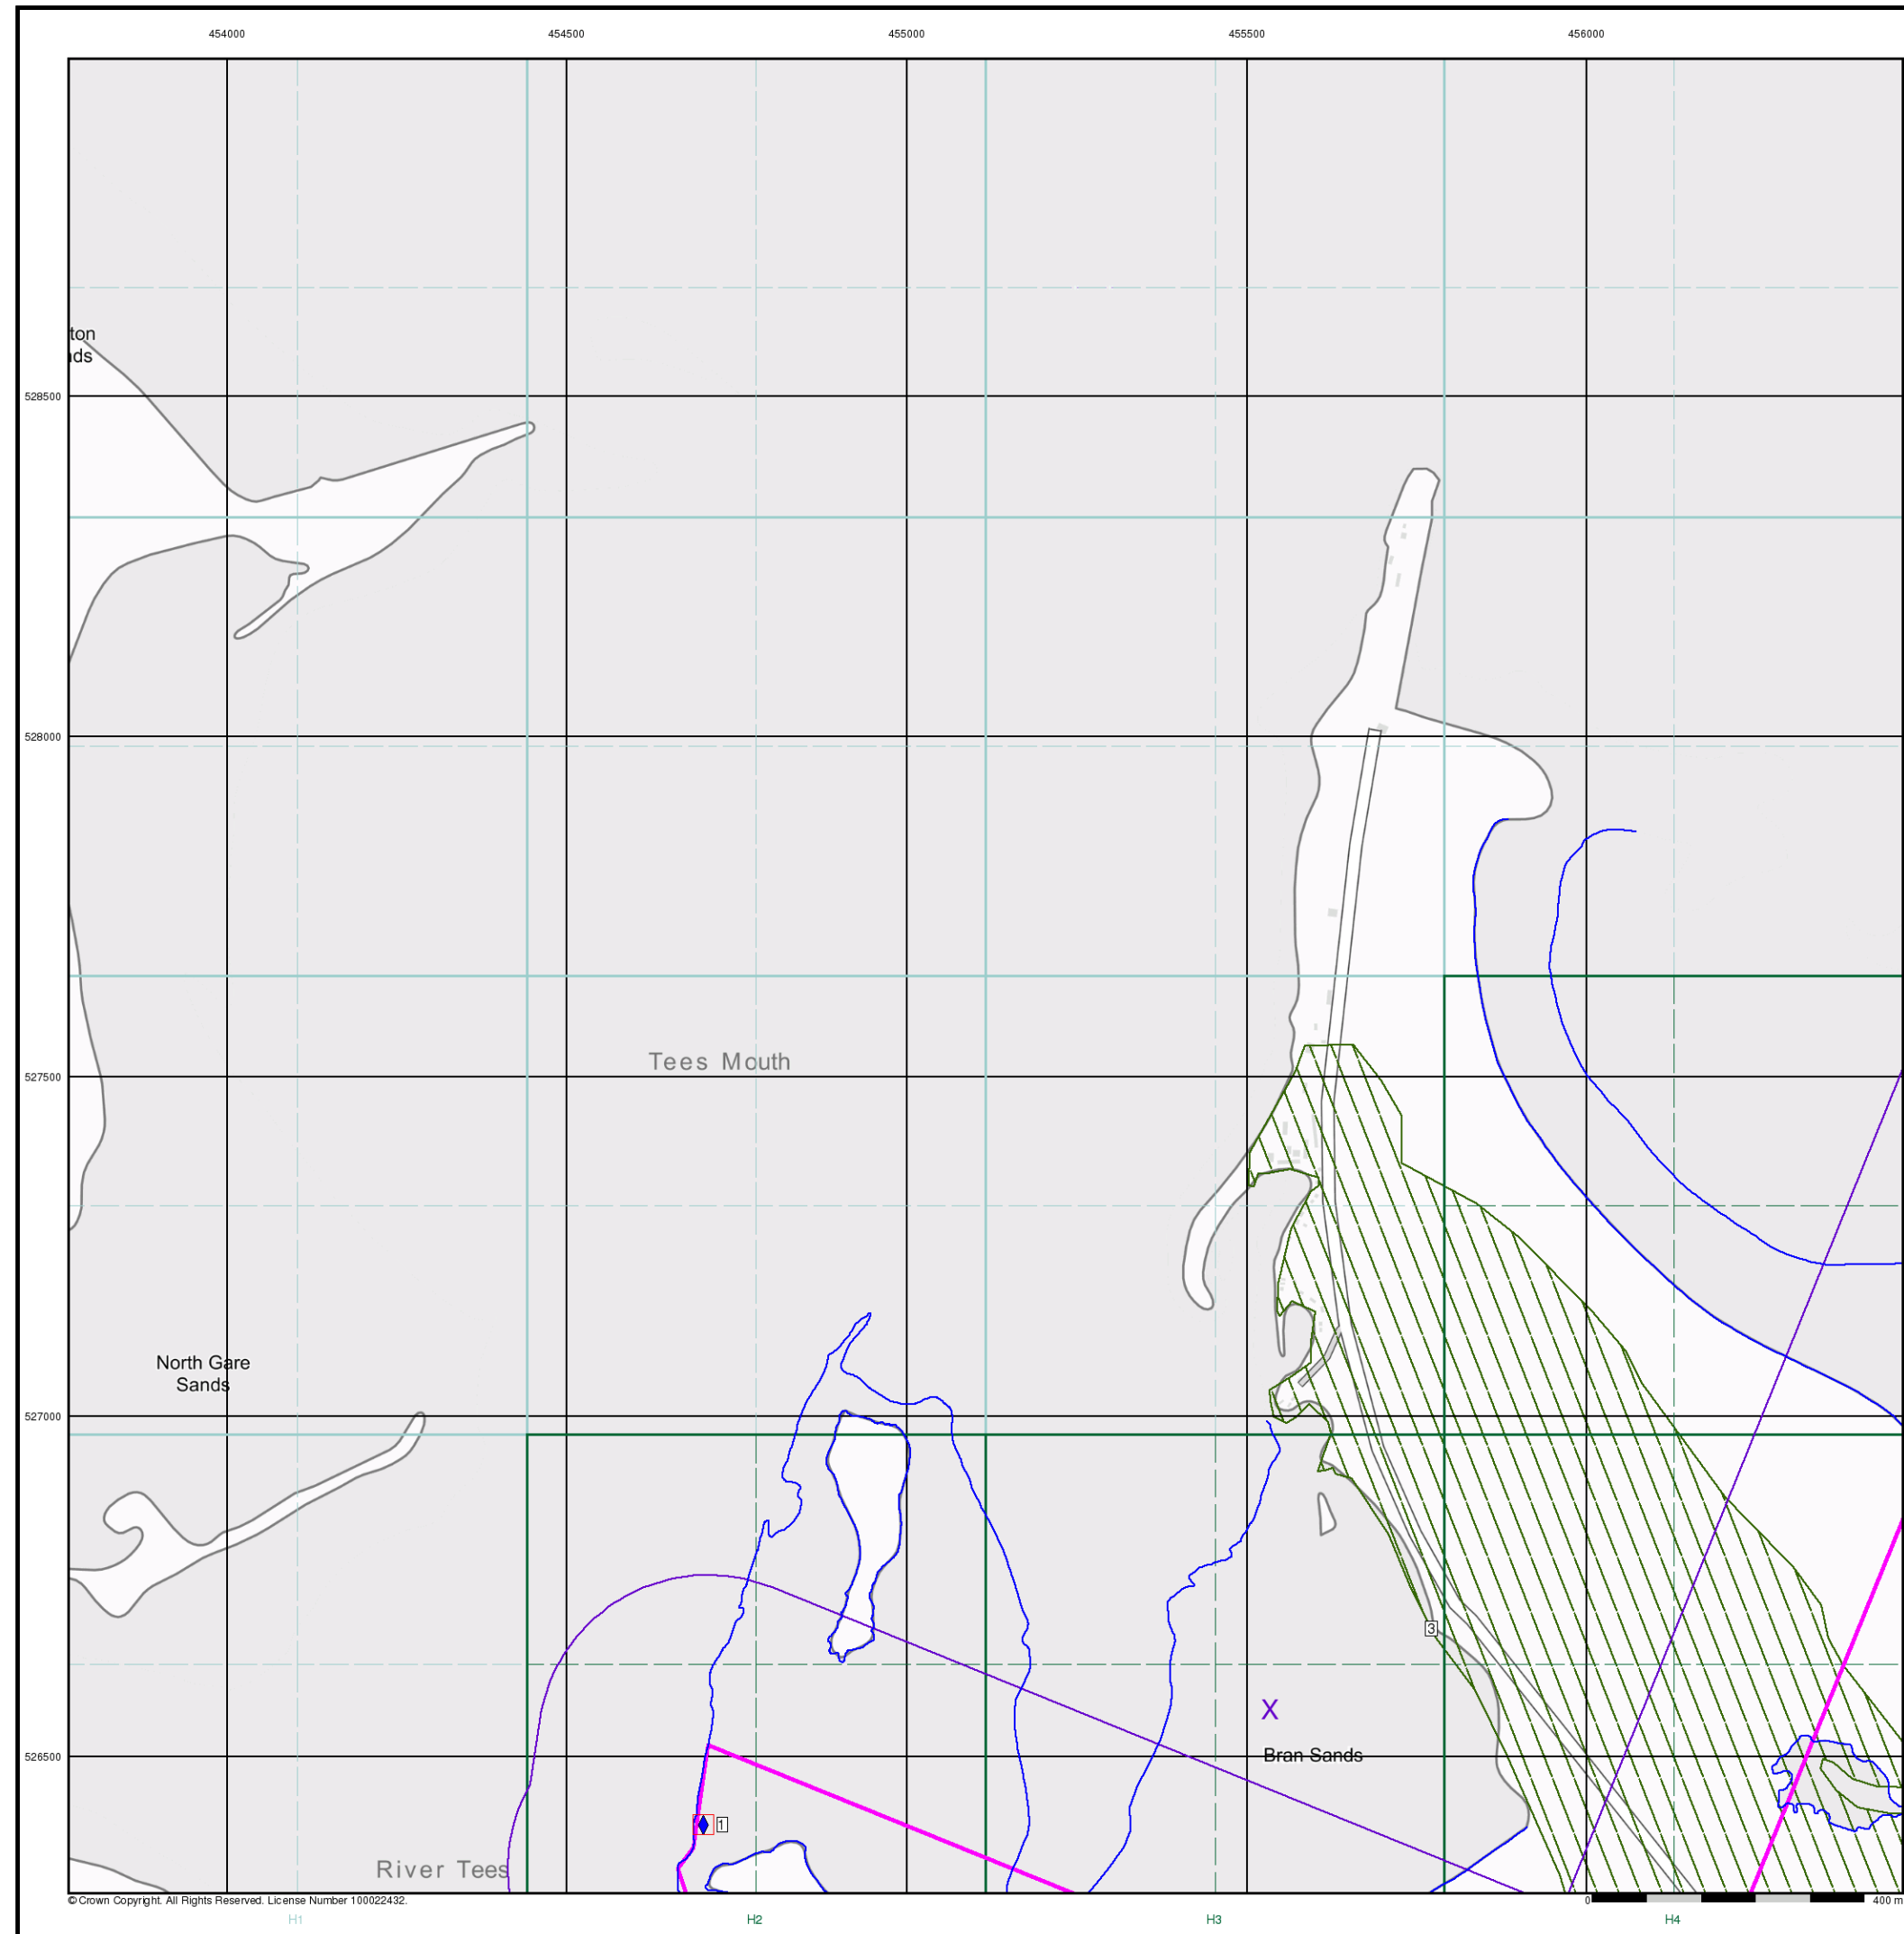 454000 454500 455000 455500 456000
ton
ds
528500
528000
Tees Mouth
527500
North Gare
Sands
527000
3
X
Bran Sands
526500
1
River Tees
© Crown Copyright. All Rights Reserved. License Number 100022432.
0 400 m
H1 H2 H3 H4